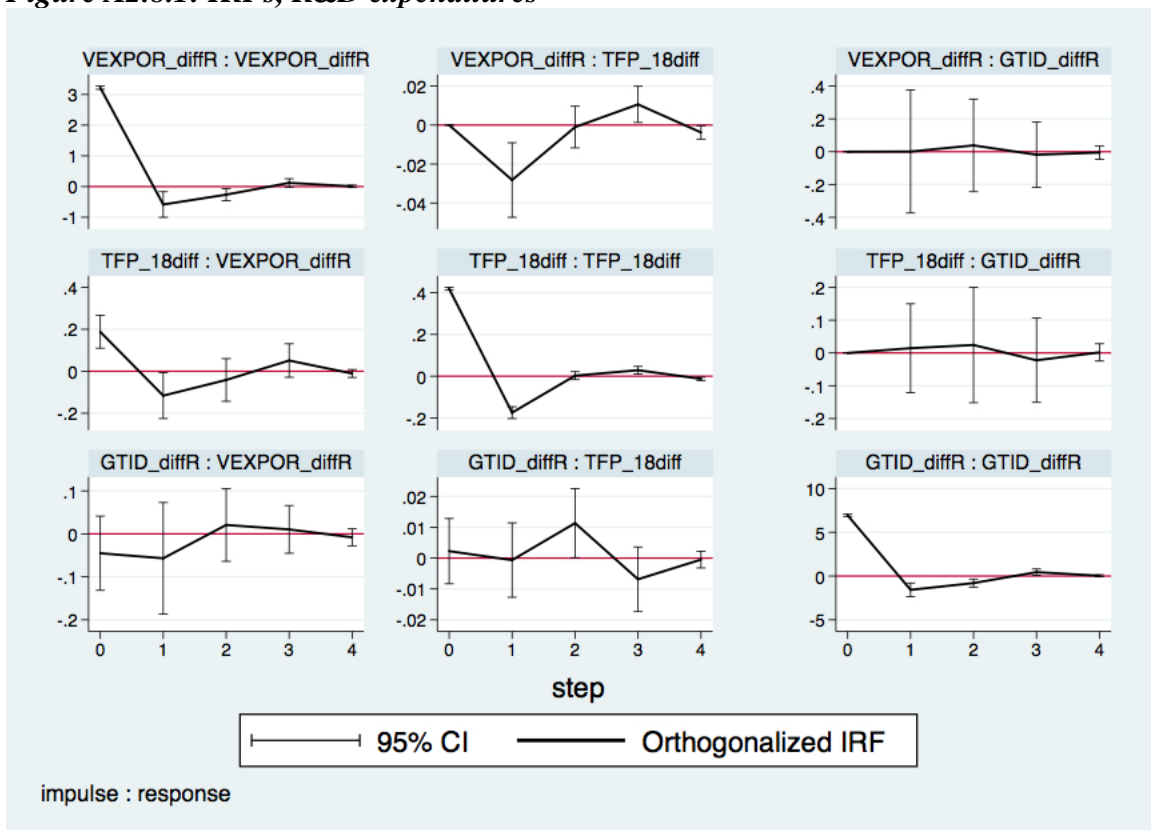 Figure IRFs, R&D expenditures
VEXPOR_diffR : VEXPOR_diffR
VEXPOR_diffR : TFP_18diff
VEXPOR_diffR : GTID_diffR
3
2
1
0
-1
.02
0
-.02
-.04
.4
.2
0
-.2
-.4
TFP_18diff : VEXPOR_diffR
TFP_18diff : TFP_18diff
TFP_18diff : GTID_diffR
.4
.2
0
-.2
.4
.2
0
-.2
.2
.1
0
-.1
-.2
GTID_diffR : VEXPOR_diffR
GTID_diffR : TFP_18diff
GTID_diffR : GTID_diffR
.1
0
-.1
-.2
.02
.01
0
-.01
-.02
10
5
0
-5
0 1 2 3 4
0 1 2 3 4
0 1 2 3 4
step
95% CI Orthogonalized IRF
impulse : response